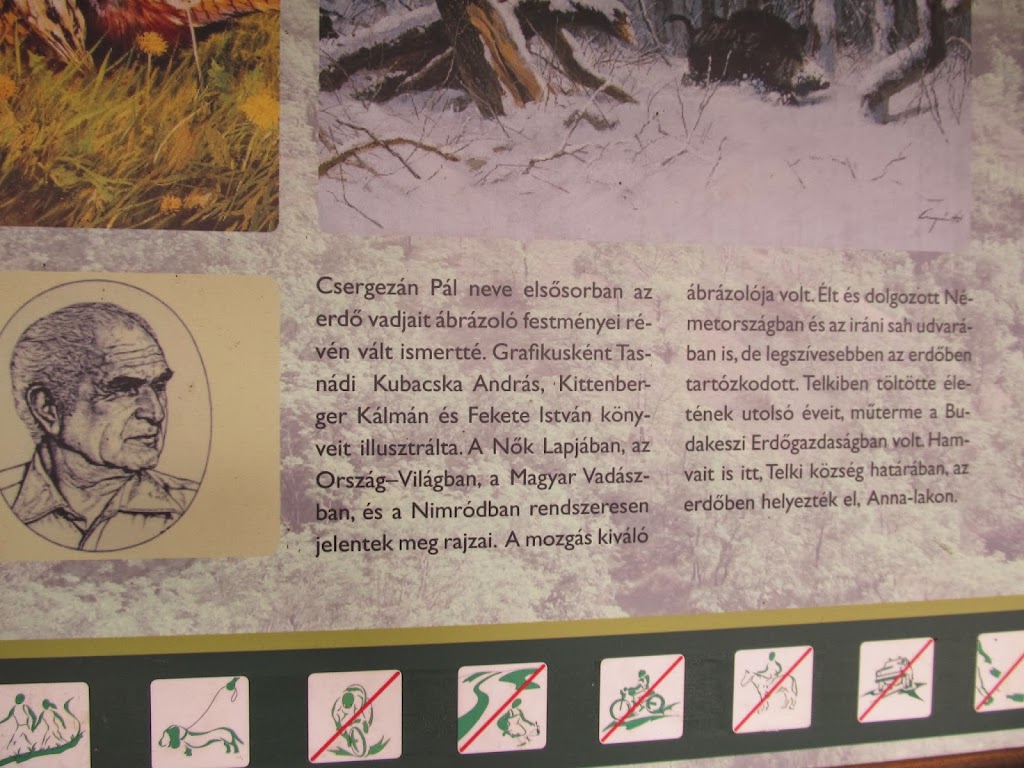 Csergezán Pál neve elsősorban az
erdő vadjait ábrázoló festményei ré-
vén vált ismertté. Grafikusként Tas-
nádi Kubacska András, Kittenber-
ger Kálmán és Fekete István köny-
veit illusztrálta. A Nők Lapjában, az
Ország–Világban, a Magyar Vadász-
ban, és a Nimródban rendszeresen
jelentek meg rajzai. A mozgás kiváló
ábrázolója volt. Élt és dolgozott Né-
metországban és az iráni sah udvará-
ban is, de legszívesebben az erdőben
tartózkodott. Telkiben töltötte éle-
tének utolsó éveit, műterme a Bu-
dakeszi Erdőgazdaságban volt. Ham-
vait is itt, Telki község határában, az
erdőben helyezték el, Anna-lakon.